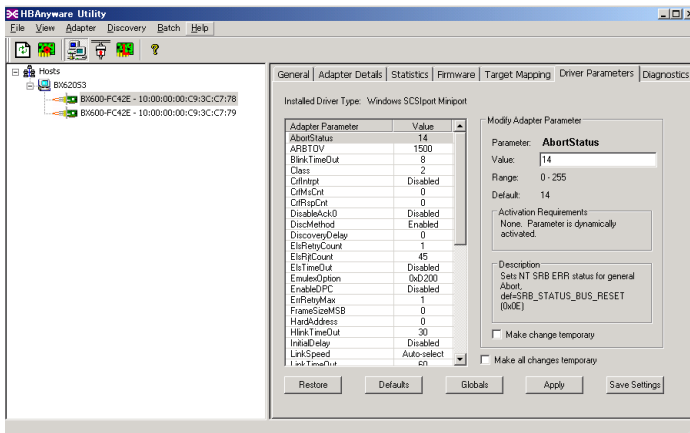 HBAnyware Utility
File View Adapter Discovery Batch Help
Hosts
BX620S3
BX600-FC42E - 10:00:00:00:C9:3C:C7:78
BX600-FC42E - 10:00:00:00:C9:3C:C7:79
General Adapter Details Statistics Firmware Target Mapping Driver Parameters Diagnostics
Installed Driver Type: Windows SCSIport Miniport
Adapter Parameter Value
AbortStatus 14
ARBTOV 1500
BlinkTimeOut 8
Class 2
CrfIntrpt Disabled
CrfMsCnt 0
CrfRspCnt 0
DisableAck0 Disabled
DiscMethod Enabled
DiscoveryDelay 0
ElsRetryCount 1
ElsRjtCount 45
ElsTimeOut Disabled
EmulexOption 0xD200
EnableDPC Disabled
ErrRetryMax 1
FrameSizeMSB 0
HardAddress 0
HlinkTimeOut 30
InitialDelay Disabled
LinkSpeed Auto-select
LinkTimeOut 60
Modify Adapter Parameter
Parameter: AbortStatus
Value: 14
Range: 0 - 255
Default: 14
Activation Requirements
None. Parameter is dynamically
activated.
Description
Sets NT SRB ERR status for general
Abort,
def=SRB_STATUS_BUS_RESET
(0x0E)
Make change temporary
Make all changes temporary
Restore Defaults Globals Apply Save Settings